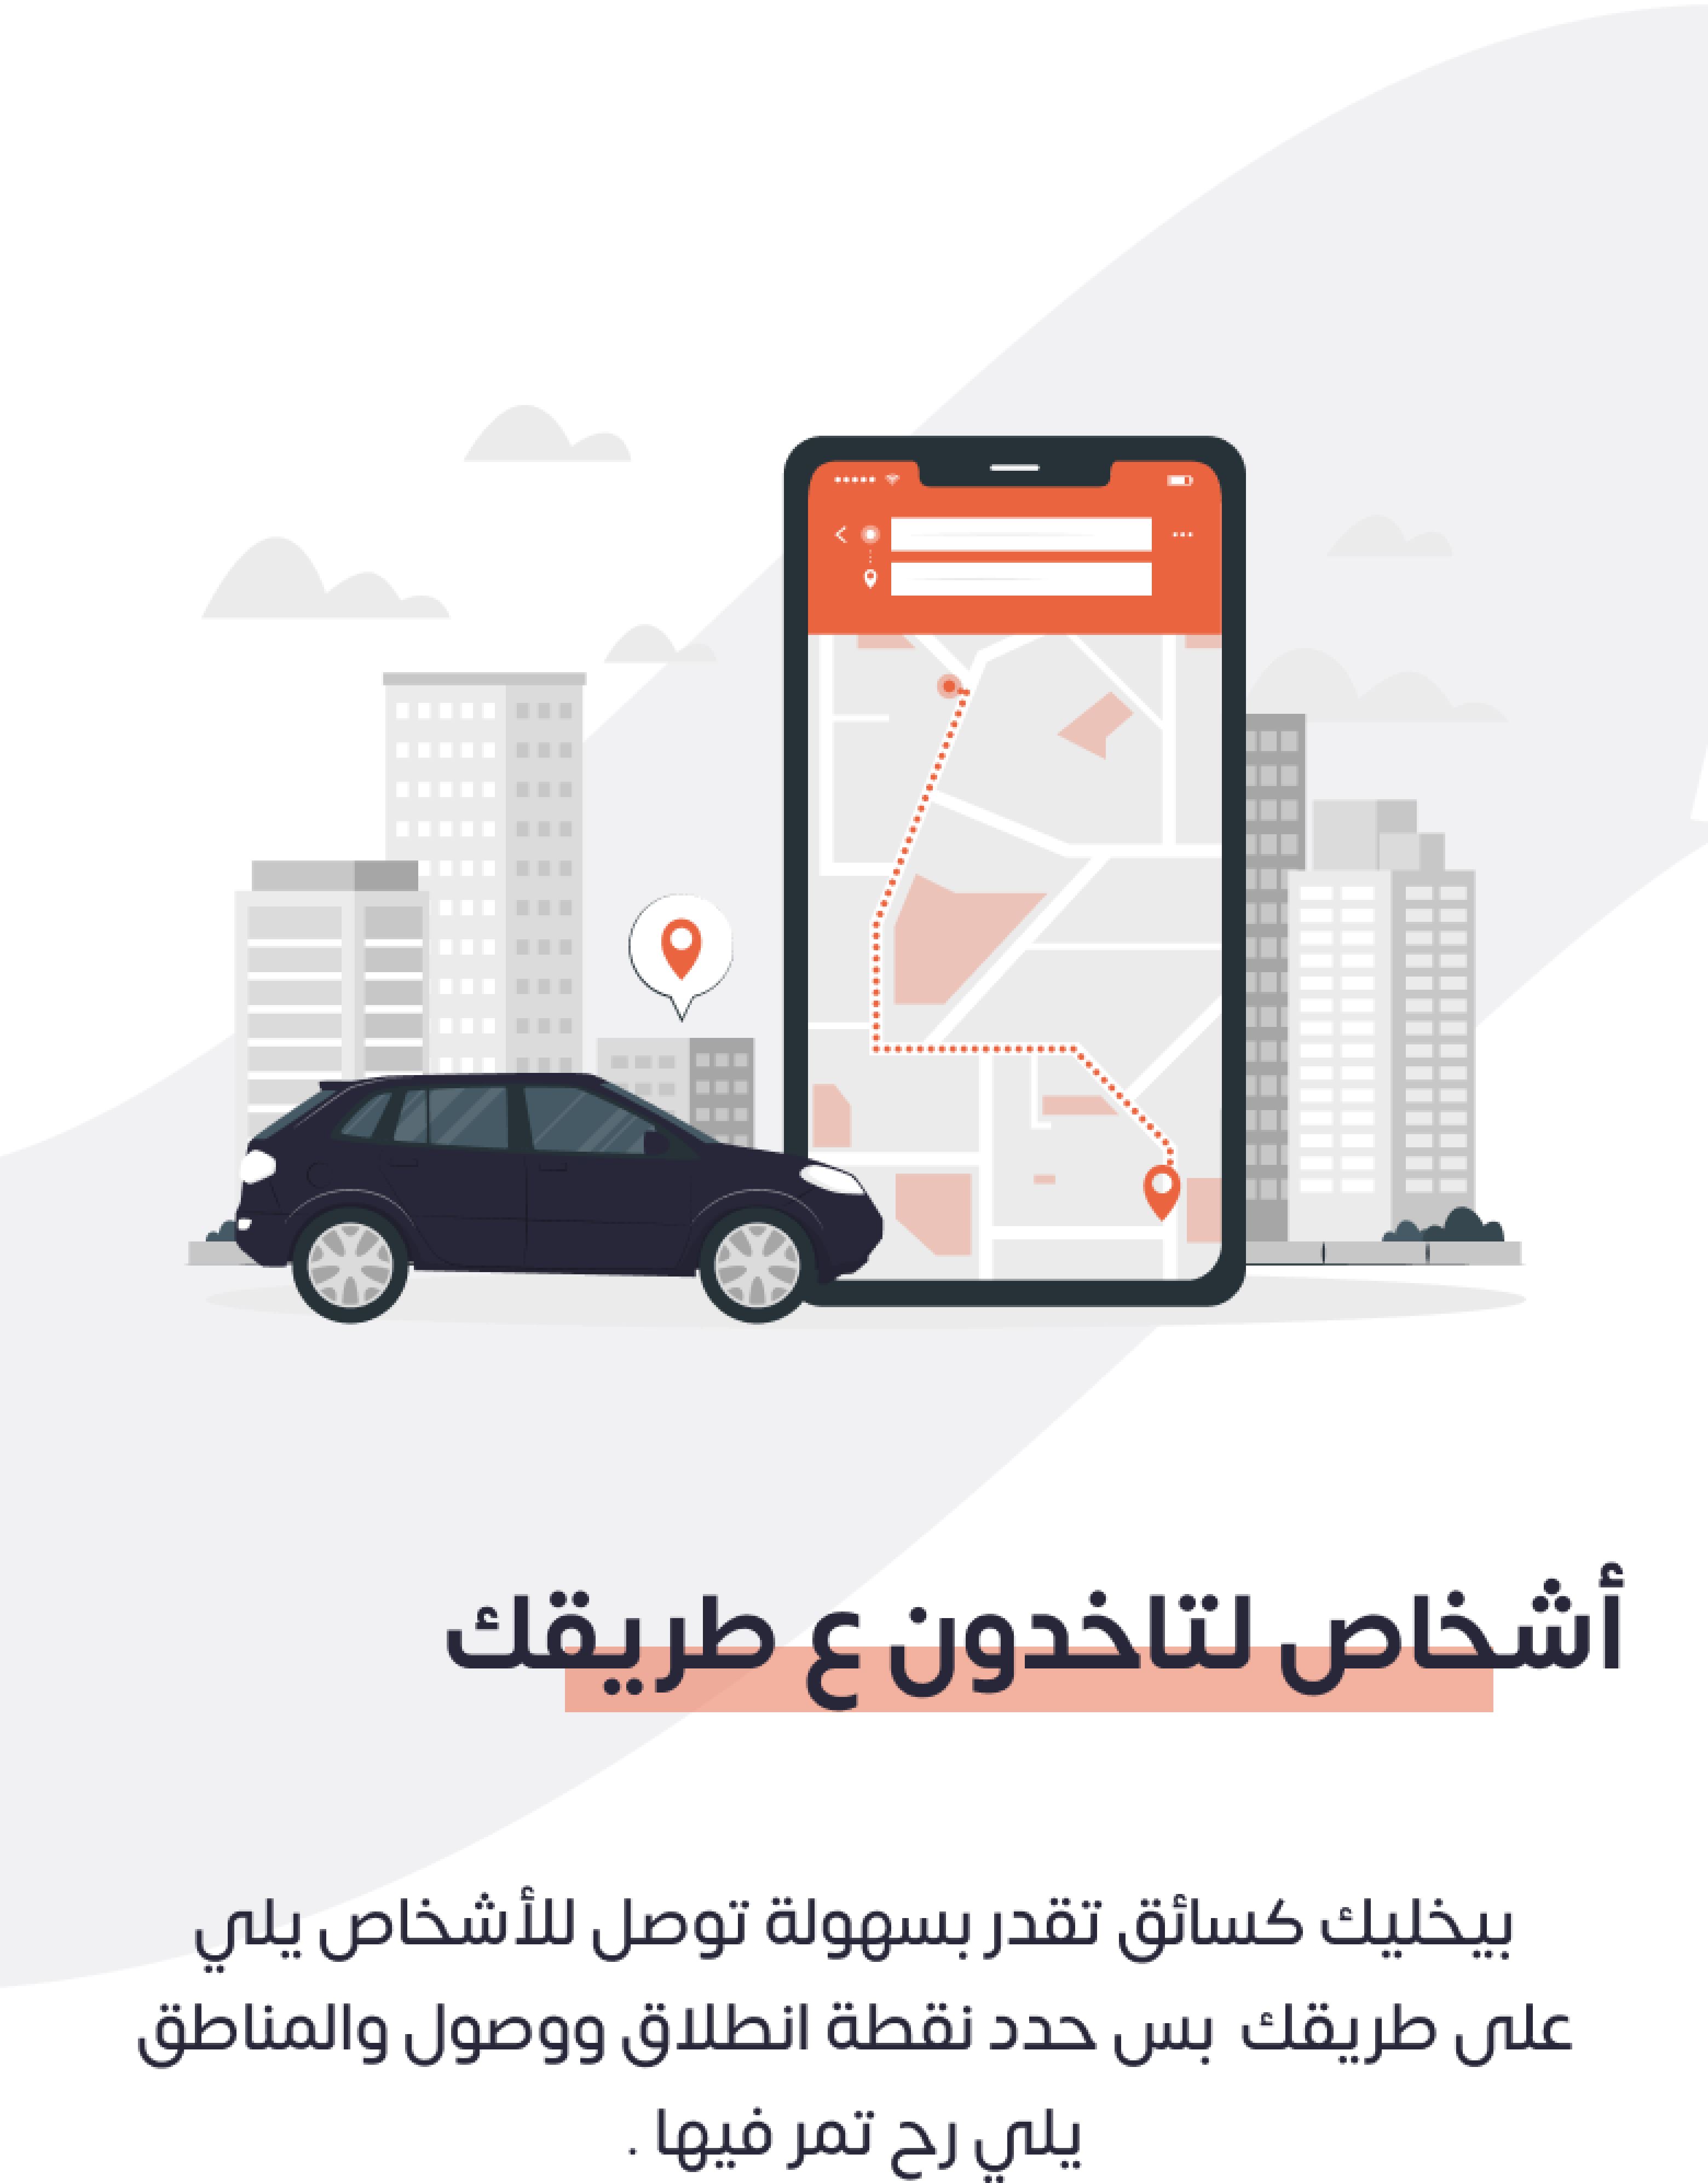 أشخاص لتاخدون ع طريقك
بيخليك كسائق تقدر بسهولة توصل للأشخاص يلي
على طريقك بس حدد نقطة انطلاق ووصول والمناطق
يلي رح تمر فيها .